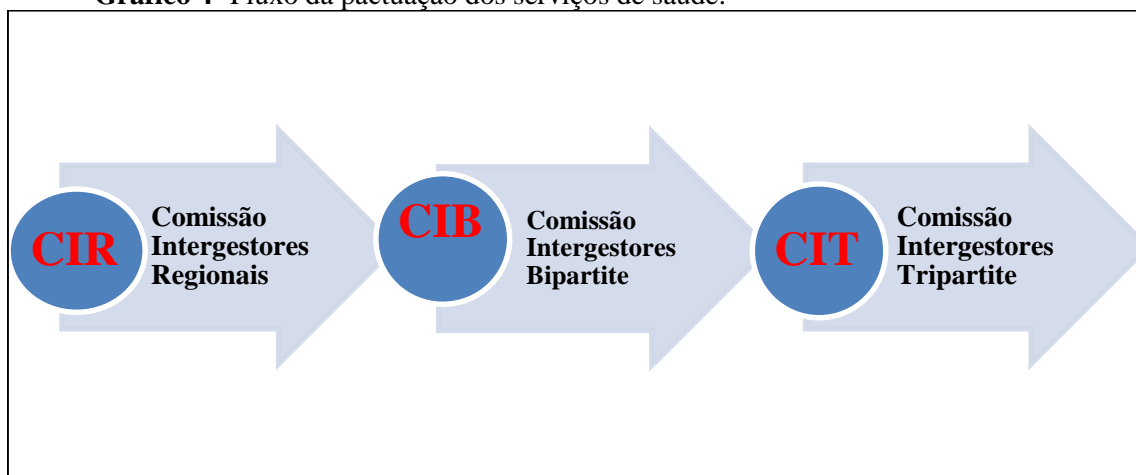 Gráfico 4- Fluxo da pactuação dos serviços de saúde.
CIR
Comissão
Intergestores
Regionais
CIB
Comissão
Intergestores
Bipartite
CIT
Comissão
Intergestores
Tripartite